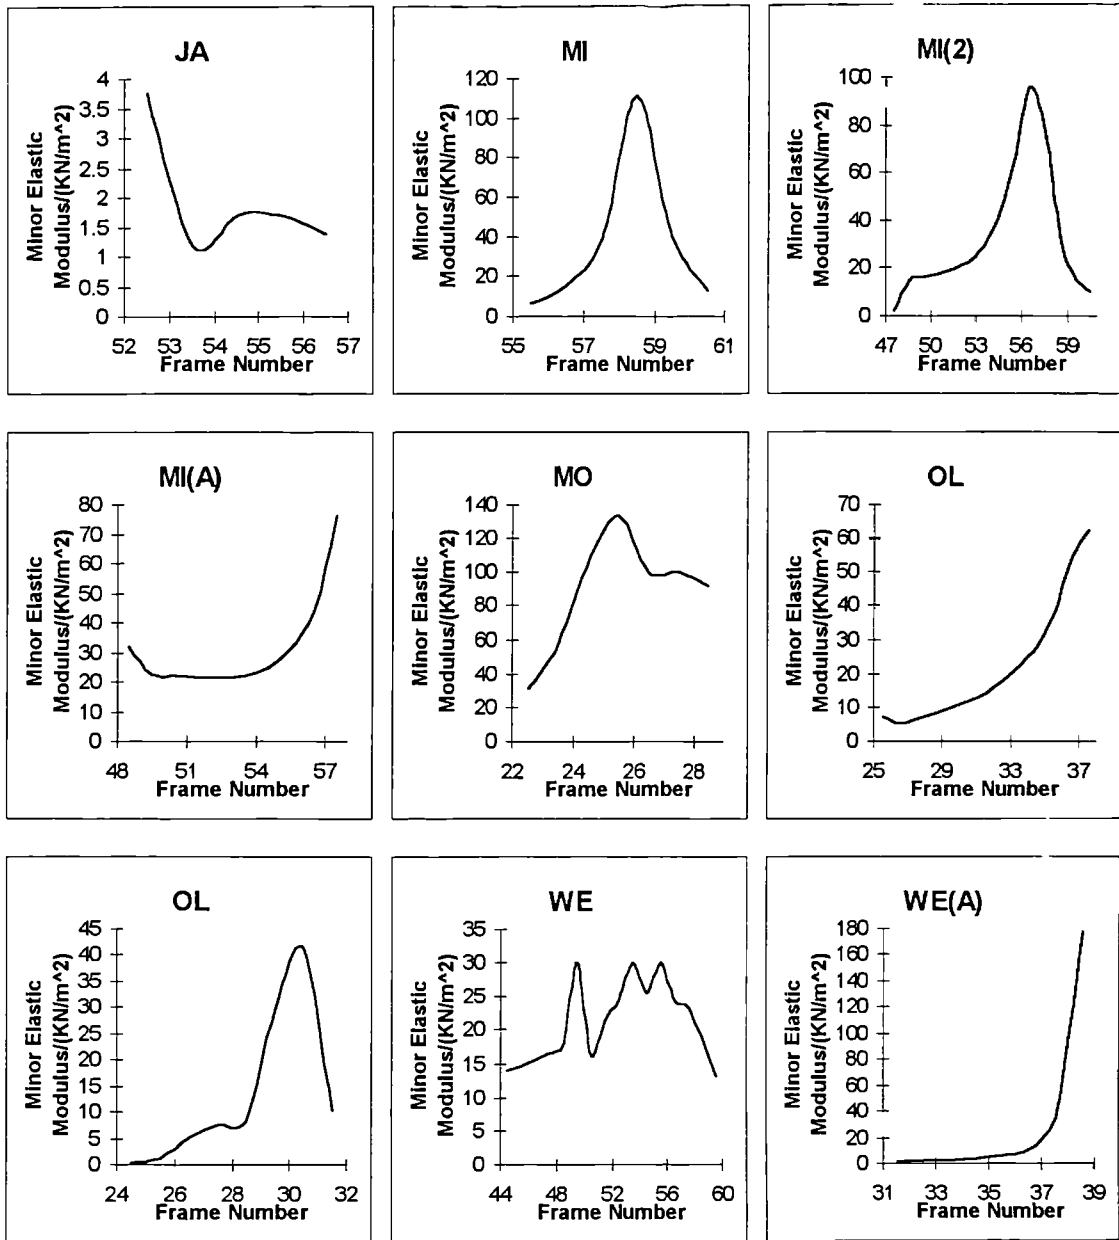 JA
Minor Elastic
Modulus/(KN/m^2)
4
3.5
3
2.5
2
1.5
1
0.5
0
52 53 54 55 56 57
Frame Number
MI
Minor Elastic
Modulus/(KN/m^2)
120
100
80
60
40
20
0
55 57 59 61
Frame Number
MI(2)
Minor Elastic
Modulus/(KN/m^2)
100
80
60
40
20
0
47 50 53 56 59
Frame Number
MI(A)
Minor Elastic
Modulus/(KN/m^2)
80
70
60
50
40
30
20
10
0
48 51 54 57
Frame Number
MO
Minor Elastic
Modulus/(KN/m^2)
140
120
100
80
60
40
20
0
22 24 26 28
Frame Number
OL
Minor Elastic
Modulus/(KN/m^2)
70
60
50
40
30
20
10
0
25 29 33 37
Frame Number
OL
Minor Elastic
Modulus/(KN/m^2)
45
40
35
30
25
20
15
10
5
0
24 26 28 30 32
Frame Number
WE
Minor Elastic
Modulus/(KN/m^2)
35
30
25
20
15
10
5
0
44 48 52 56 60
Frame Number
WE(A)
Minor Elastic
Modulus/(KN/m^2)
180
160
140
120
100
80
60
40
20
0
31 33 35 37 39
Frame Number